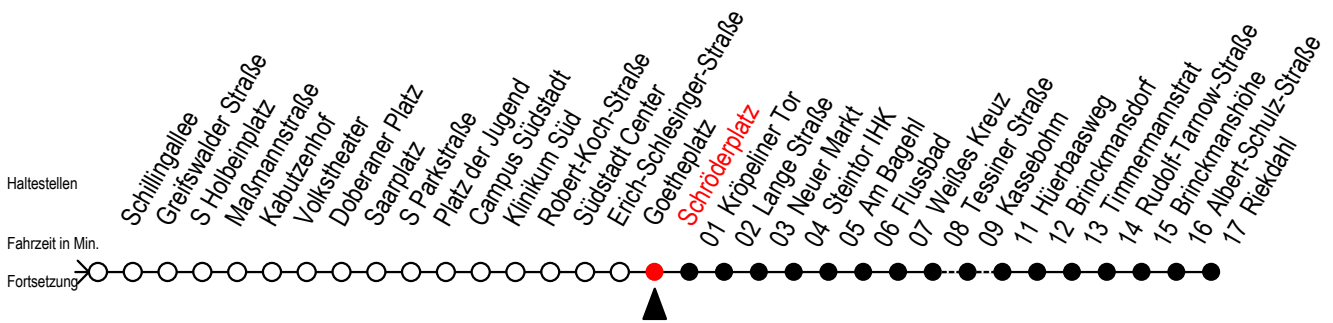 Haltestellen
Fahrzeit in Min.
Fortsetzung
Schillingallee
Greifswalder Straße
S Holbeinplatz
Maßmannstraße
Kabutzenhof
Volkstheater
Doberaner Platz
Saarplatz
S Parkstraße
Platz der Jugend
Campus Südstadt
Klinikum Süd
Robert-Koch-Straße
Südstadt Center
Erich-Schlesinger-Straße
Goetheplatz
Schröderplatz
01 Kröpeliner Tor
02 Lange Straße
03 Neuer Markt
04 Steintor IHK
05 Am Bagehl
06 Flussbad
07 Weißes Kreuz
08 Tessiner Straße
09 Kassebohm
11 Hüerbaasweg
12 Brinckmansdorf
13 Timmermannstrat
14 Rudolf-Tarnow-Straße
15 Brinckmanshöhe
16 Albert-Schulz-Straße
17 Riekdahl